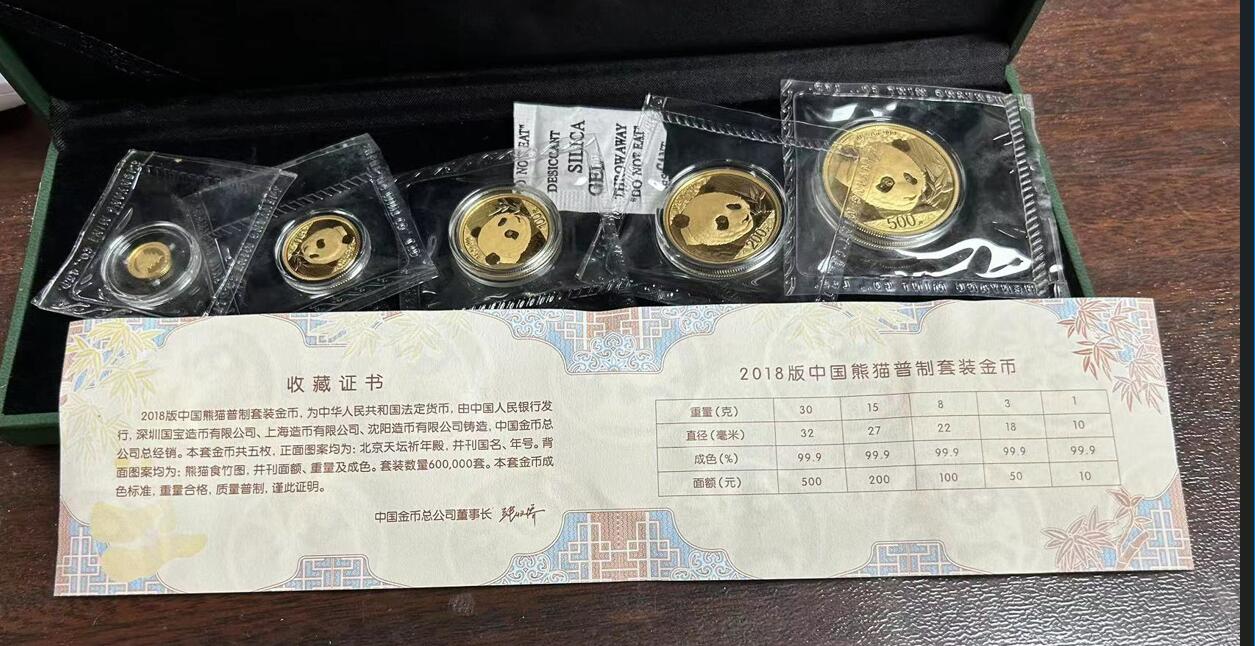 "DO NOT EAT"
DESICCANT
SILICA
GEL
THROW AWAY
"DO NOT EAT"
200
500
收藏证书
2018版中国熊猫普制套装金币，为中华人民共和国法定货币，由中国人民银行发
行，深圳国宝造币有限公司、上海造币有限公司、沈阳造币有限公司铸造，中国金币总
公司总经销。本套金币共五枚，正面图案均为：北京天坛祈年殿，并刊国名、年号。背
面图案均为：熊猫食竹图，并刊面额、重量及成色。套装数量600,000套。本套金币成
色标准，重量合格，质量普制，谨此证明。
中国金币总公司董事长
2018版中国熊猫普制套装金币
重量（克） 30 15 8 3 1
直径（毫米） 32 27 22 18 10
成色（%） 99.9 99.9 99.9 99.9 99.9
面额（元） 500 200 100 50 10